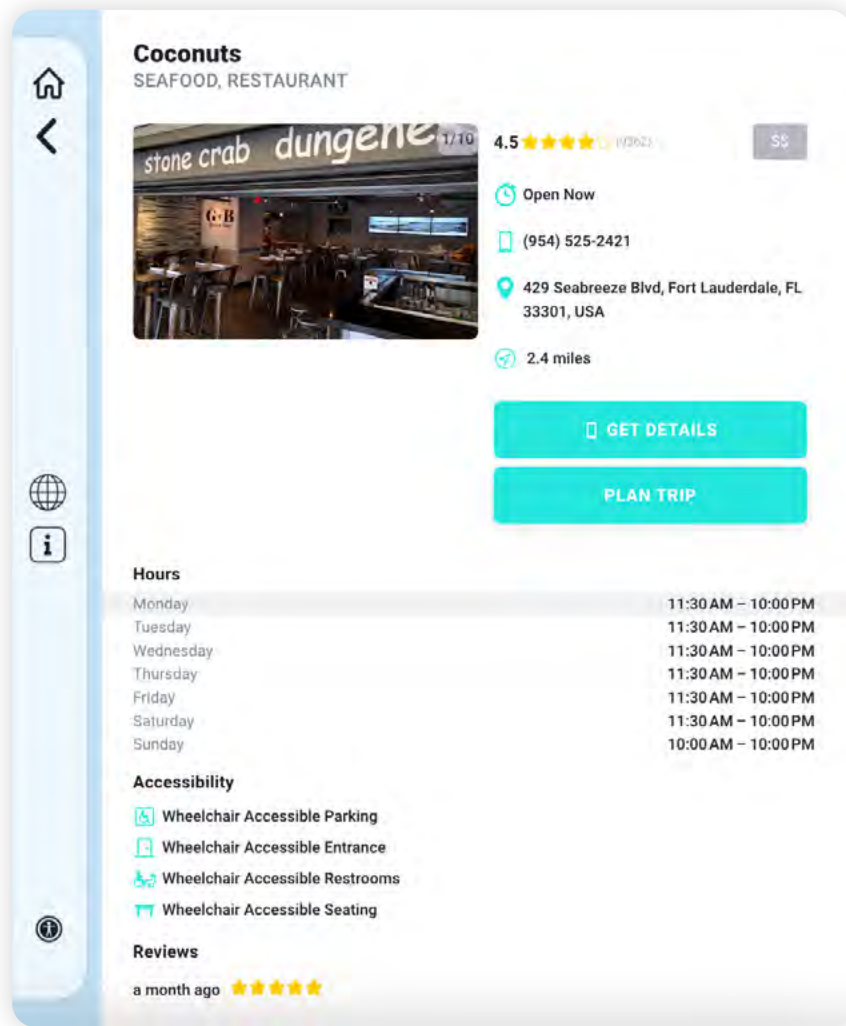 Coconuts
SEAFOOD, RESTAURANT
stone crab dungene
1/10
G B
4.5
$$
Open Now
(954) 525-2421
429 Seabreeze Blvd, Fort Lauderdale, FL
33301, USA
2.4 miles
GET DETAILS
PLAN TRIP
i
Hours
Monday 11:30 AM – 10:00 PM
Tuesday 11:30 AM – 10:00 PM
Wednesday 11:30 AM – 10:00 PM
Thursday 11:30 AM – 10:00 PM
Friday 11:30 AM – 10:00 PM
Saturday 11:30 AM – 10:00 PM
Sunday 10:00 AM – 10:00 PM
Accessibility
Wheelchair Accessible Parking
Wheelchair Accessible Entrance
Wheelchair Accessible Restrooms
Wheelchair Accessible Seating
Reviews
a month ago